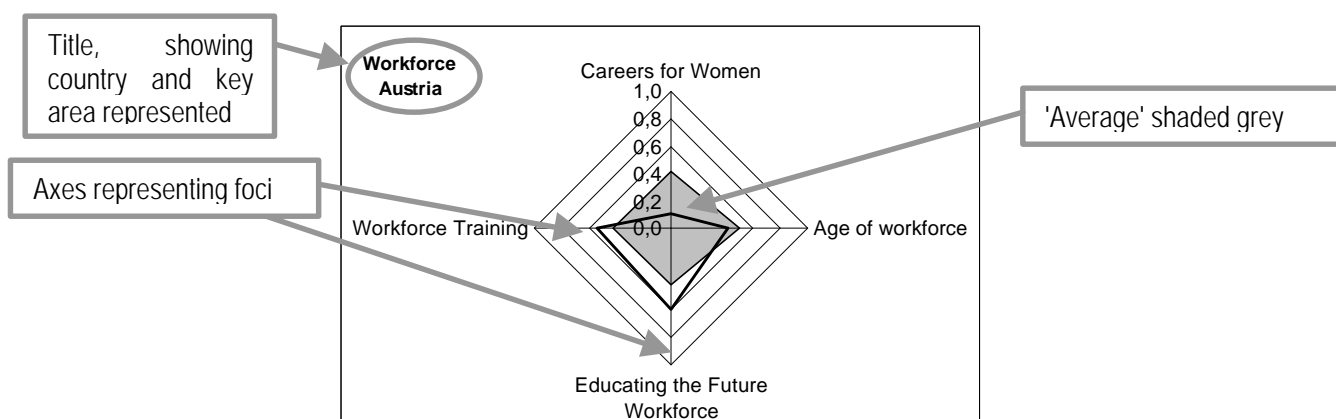 Title, showing
country and key
area represented
Workforce
Austria
Careers for Women
1,0
0,8
0,6
0,4
0,2
0,0
'Average' shaded grey
Axes representing foci
Workforce Training
Age of workforce
Educating the Future
Workforce